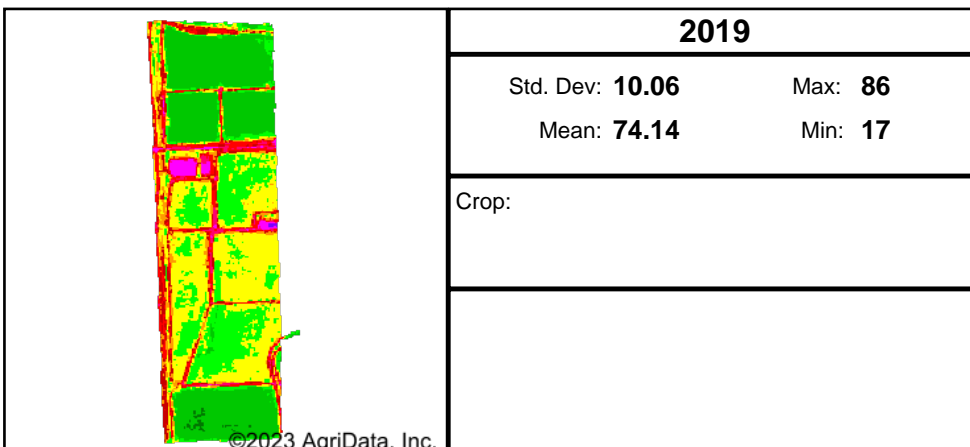 2019
Std. Dev: 10.06 Max: 86
Mean: 74.14 Min: 17
Crop:
©2023 AgriData, Inc.